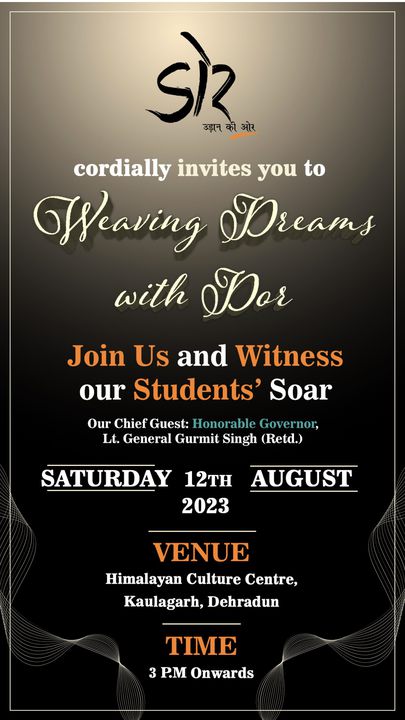 डोर
उड़ान की ओर
cordially invites you to
Weaving Dreams
with Dor
Join Us and Witness
our Students' Soar
Our Chief Guest: Honorable Governor,
Lt. General Gurmit Singh (Retd.)
SATURDAY 12TH AUGUST
2023
VENUE
Himalayan Culture Centre,
Kaulagarh, Dehradun
TIME
3 P.M Onwards